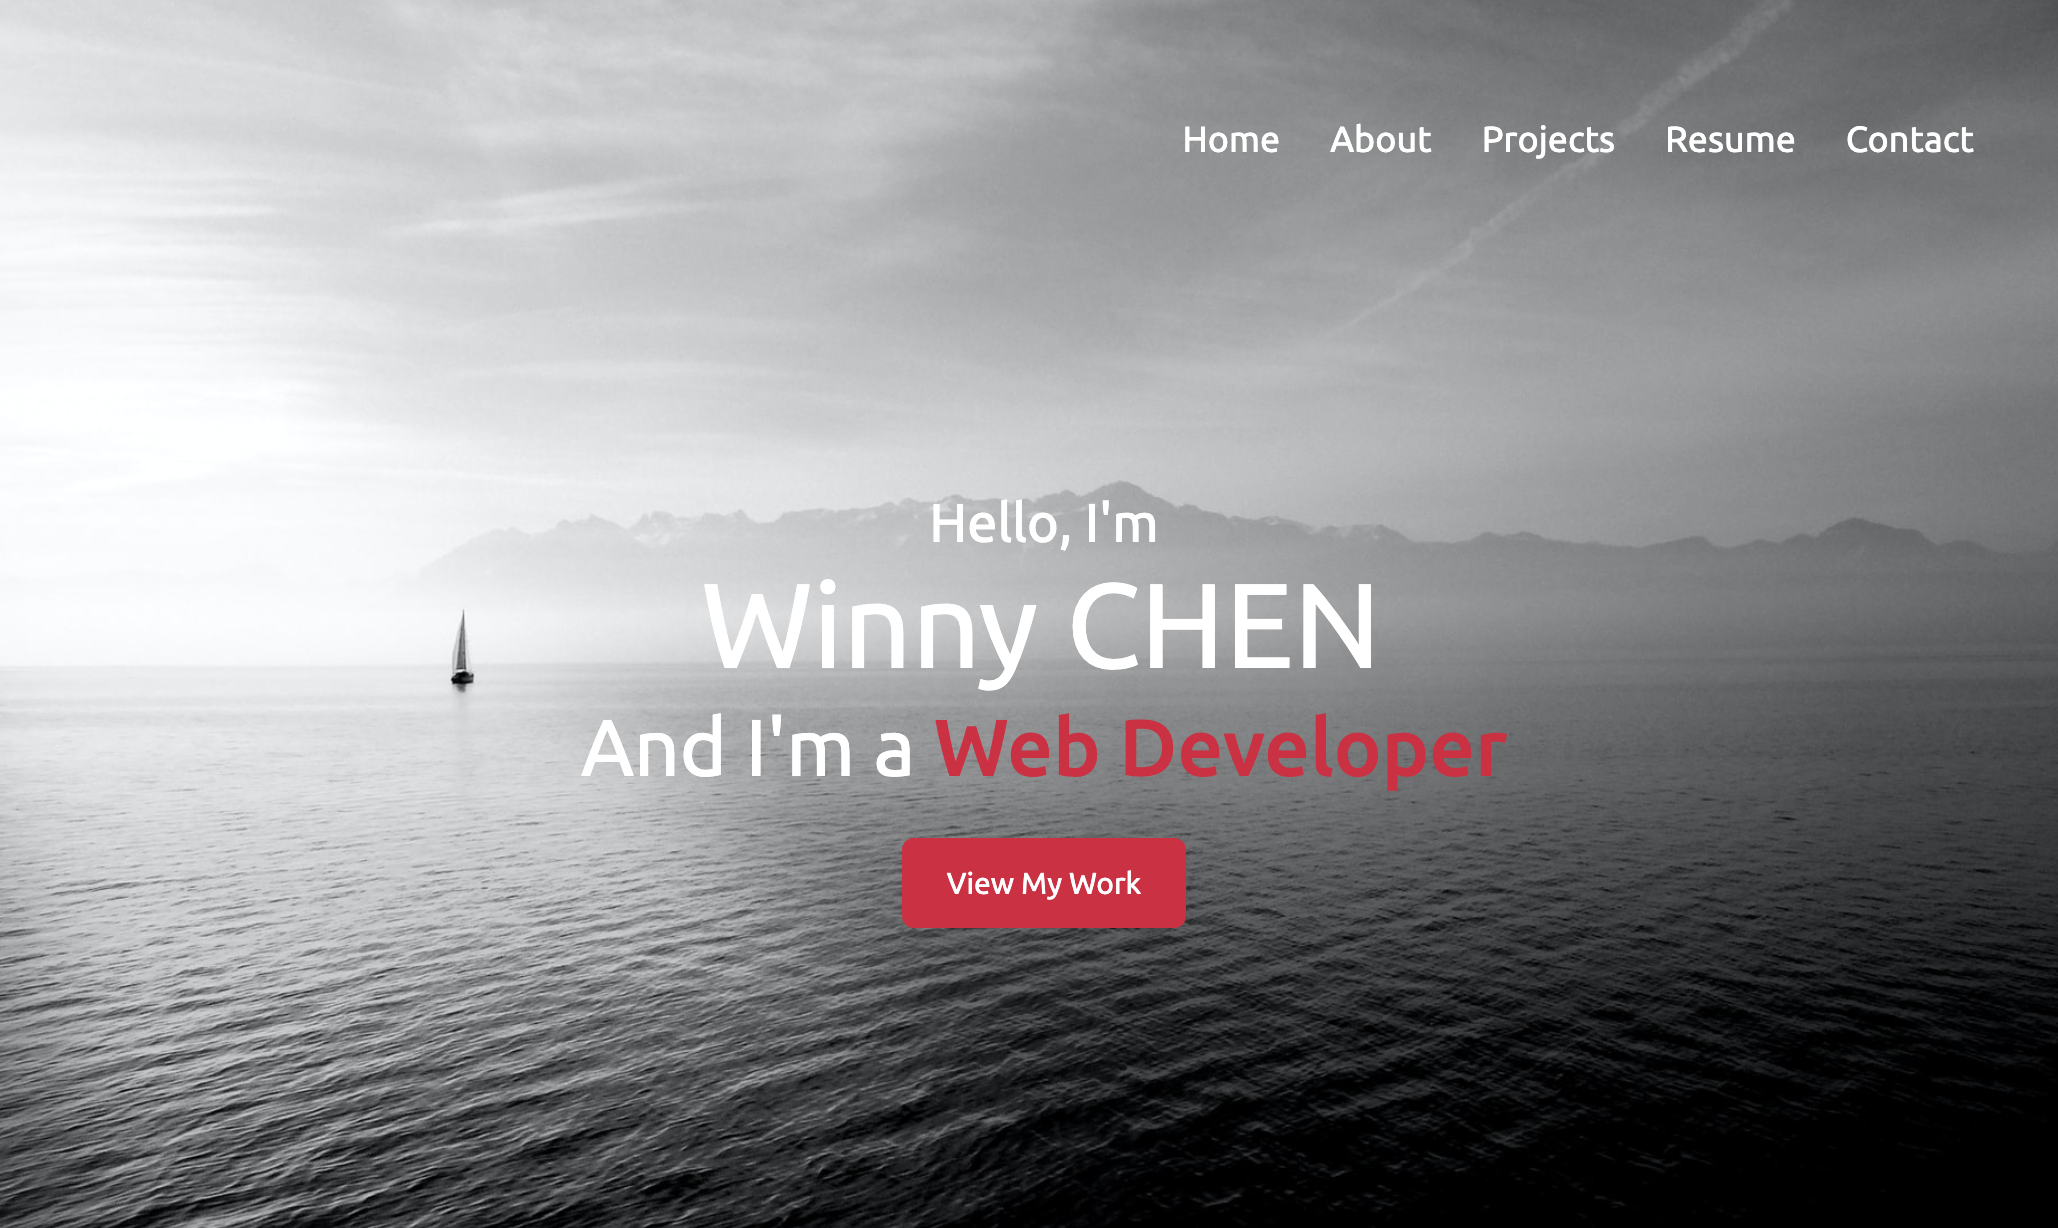 Home About Projects Resume Contact
Hello, I'm
Winny CHEN
And I'm a Web Developer
View My Work